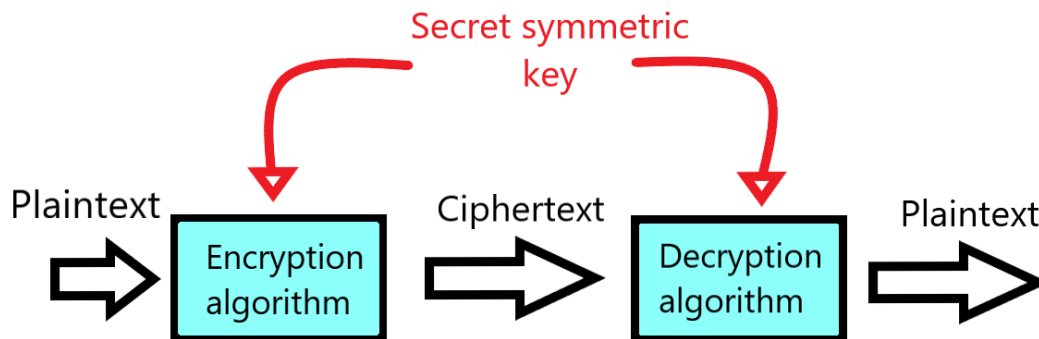 Secret symmetric
key
Plaintext
Ciphertext
Plaintext
Encryption
algorithm
Decryption
algorithm